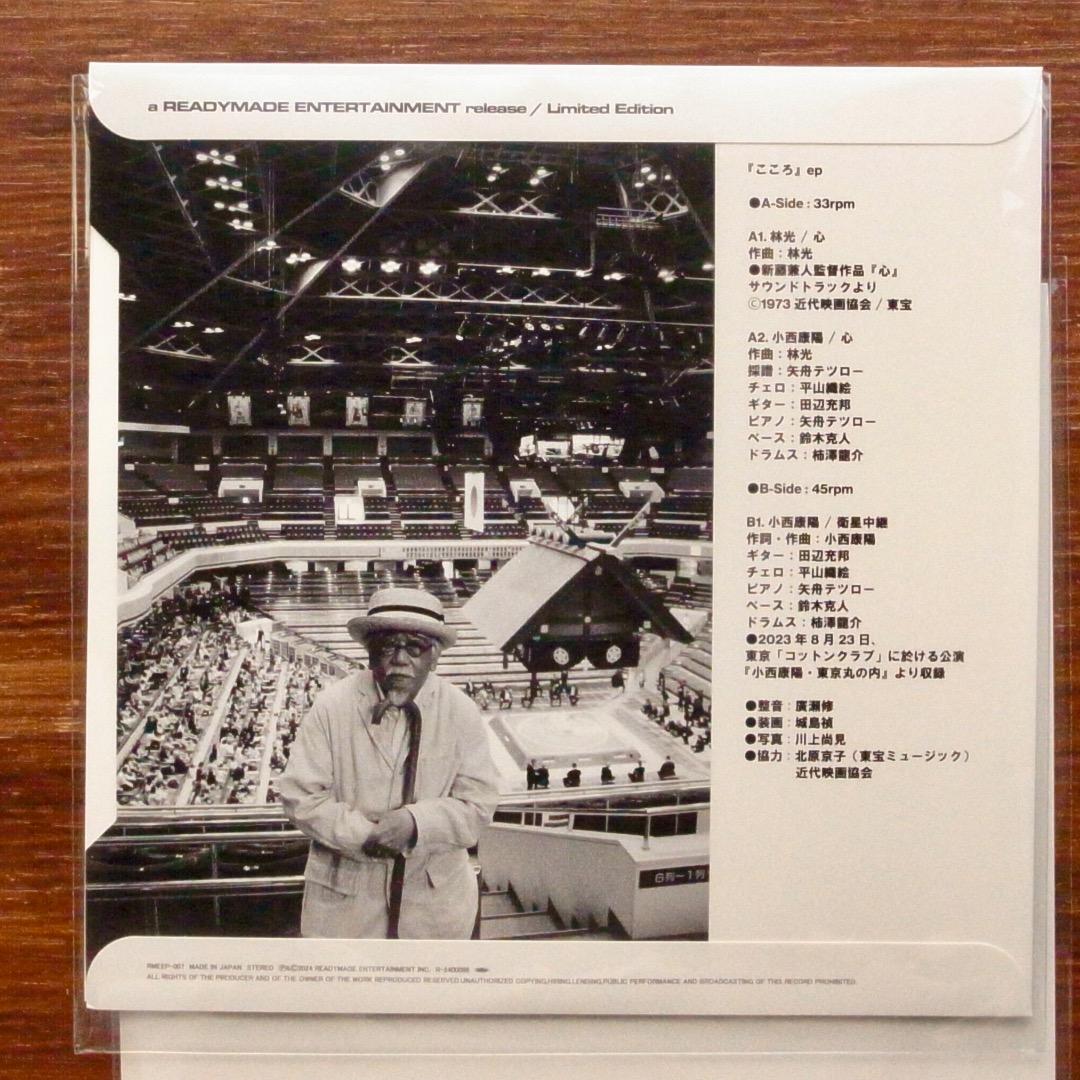 a READYMADE ENTERTAINMENT release / Limited Edition
『こころ』ep
●A-Side : 33rpm
A1. 林光 / 心
作曲：林光
●新藤兼人監督作品『心』
サウンドトラックより
Ⓒ1973 近代映画協会 / 東宝
A2. 小西康陽 / 心
作曲：林光
採譜：矢舟テツロー
チェロ：平山織絵
ギター：田辺充邦
ピアノ：矢舟テツロー
ベース：鈴木克人
ドラムス：柿澤龍介
●B-Side : 45rpm
B1. 小西康陽 / 衛星中継
作詞・作曲：小西康陽
ギター：田辺充邦
チェロ：平山織絵
ピアノ：矢舟テツロー
ベース：鈴木克人
ドラムス：柿澤龍介
●2023年8月23日、
東京「コットンクラブ」に於ける公演
『小西康陽・東京丸の内』より収録
●整音：廣瀬修
●装画：城島禎
●写真：川上尚見
●協力：北原京子（東宝ミュージック）
近代映画協会
6列〜1列
RMEEP-007 MADE IN JAPAN STEREO Ⓟ&Ⓒ2024 READYMADE ENTERTAINMENT INC.
ALL RIGHTS OF THE PRODUCER AND OF THE OWNER OF THE WORK REPRODUCED RESERVED.UNAUTHORIZED COPYING,HIRING,LENDING,PUBLIC PERFORMANCE AND BROADCASTING OF THIS RECORD PROHIBITED.